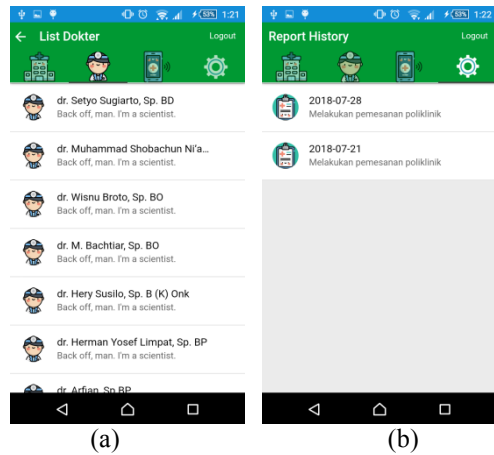 53% 1:21
List Dokter
Logout
dr. Setyo Sugiarto, Sp. BD
Back off, man. I'm a scientist.
dr. Muhammad Shobachun Ni'a...
Back off, man. I'm a scientist.
dr. Wisnu Broto, Sp. BO
Back off, man. I'm a scientist.
dr. M. Bachtiar, Sp. BO
Back off, man. I'm a scientist.
dr. Hery Susilo, Sp. B (K) Onk
Back off, man. I'm a scientist.
dr. Herman Yosef Limpat, Sp. BP
Back off, man. I'm a scientist.
dr. Arfian, Sp.BP
(a)
53% 1:22
Report History
Logout
2018-07-28
Melakukan pemesanan poliklinik
2018-07-21
Melakukan pemesanan poliklinik
(b)